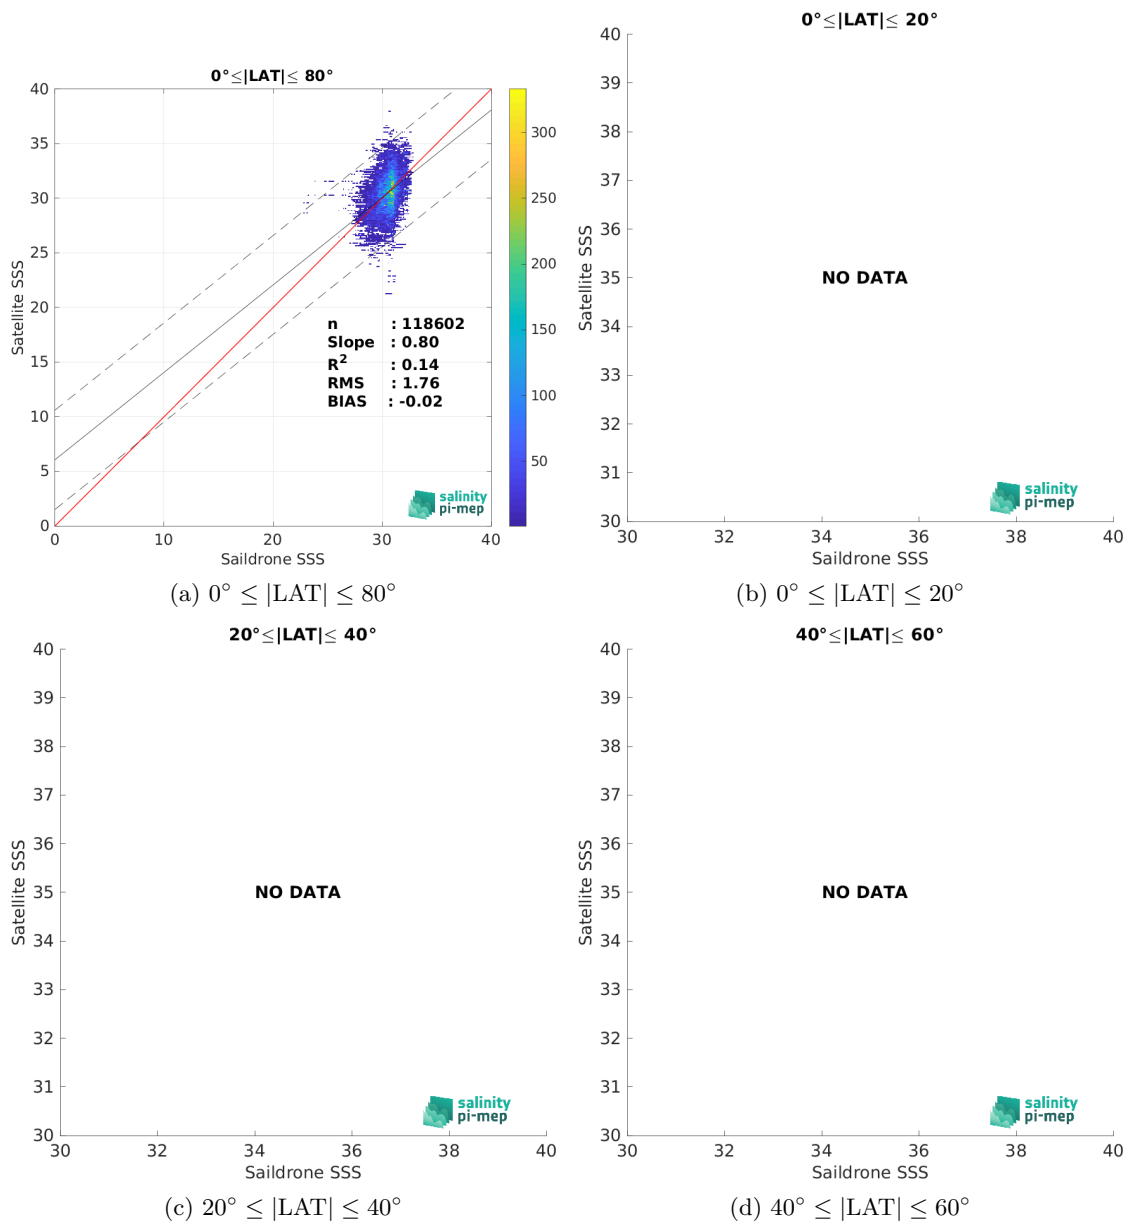 0°≤|LAT|≤ 80°
40
35
30
25
20
15
10
5
0
Satellite SSS
0
10
20
30
40
Saildrone SSS
300
250
200
150
100
50
n : 118602
Slope : 0.80
R² : 0.14
RMS : 1.76
BIAS : -0.02
salinity
pi-mep
(a) 0° ≤ |LAT| ≤ 80°
0°≤|LAT|≤ 20°
40
39
38
37
36
35
34
33
32
31
30
Satellite SSS
NO DATA
salinity
pi-mep
30
32
34
36
38
40
Saildrone SSS
(b) 0° ≤ |LAT| ≤ 20°
20°≤|LAT|≤ 40°
40
39
38
37
36
35
34
33
32
31
30
Satellite SSS
NO DATA
salinity
pi-mep
30
32
34
36
38
40
Saildrone SSS
(c) 20° ≤ |LAT| ≤ 40°
40°≤|LAT|≤ 60°
40
39
38
37
36
35
34
33
32
31
30
Satellite SSS
NO DATA
salinity
pi-mep
30
32
34
36
38
40
Saildrone SSS
(d) 40° ≤ |LAT| ≤ 60°